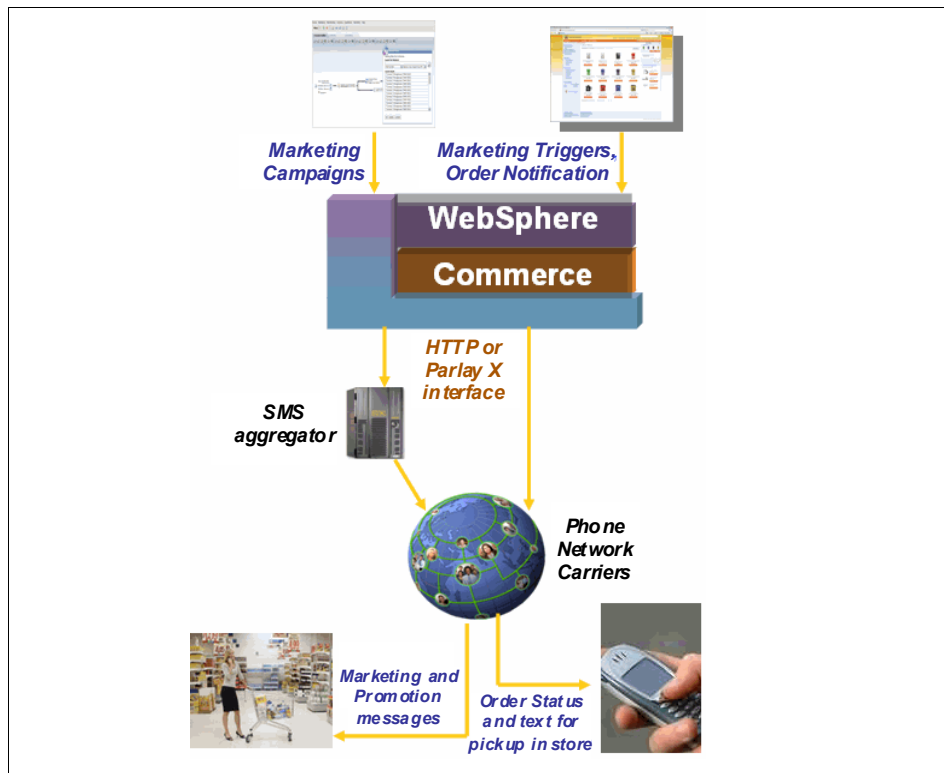 Marketing
Campaigns
Marketing Triggers,
Order Notification
WebSphere
Commerce
HTTP or
Parlay X
interface
SMS
aggregator
Phone
Network
Carriers
Marketing and
Promotion
messages
Order Status
and text for
pickup in store